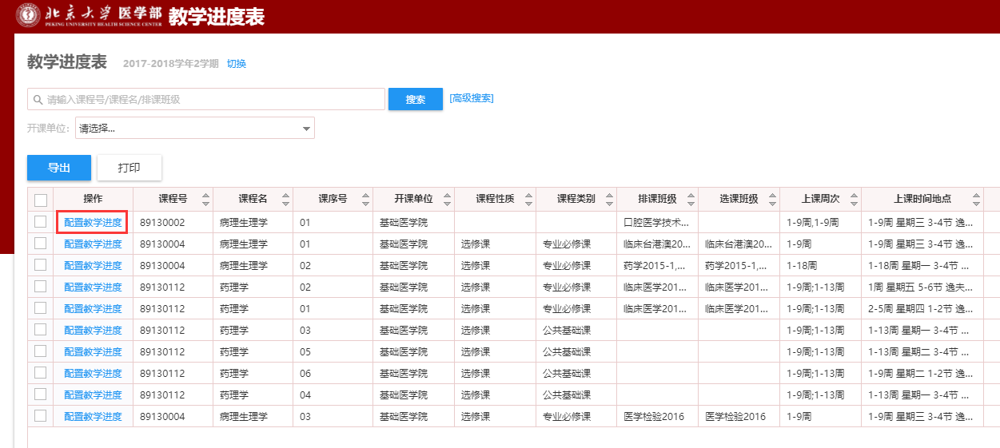 北京大学医学部 教学进度表
PEKING UNIVERSITY HEALTH SCIENCE CENTER
教学进度表 2017-2018学年2学期 切换
请输入课程号/课程名/排课班级 搜索 [高级搜索]
开课单位： 请选择...
导出 打印
操作 课程号 课程名 课序号 开课单位 课程性质 课程类别 排课班级 选课班级 上课周次 上课时间地点
配置教学进度 89130002 病理生理学 01 基础医学院 口腔医学技术... 1-9周,1-9周 1-9周 星期三 3-4节 逸...
配置教学进度 89130004 病理生理学 01 基础医学院 选修课 专业必修课 临床台港澳20... 临床台港澳20... 1-9周 1-9周 星期三 3-4节 逸...
配置教学进度 89130004 病理生理学 02 基础医学院 选修课 专业必修课 药学2015-1,... 药学2015-1,... 1-18周 1-18周 星期一 3-4节 ...
配置教学进度 89130112 药理学 02 基础医学院 选修课 专业必修课 临床医学201... 临床医学201... 1-9周;1-13周 1周 星期五 5-6节 逸夫...
配置教学进度 89130112 药理学 01 基础医学院 选修课 专业必修课 临床医学201... 临床医学201... 1-9周;1-13周 2-5周 星期四 1-2节 逸...
配置教学进度 89130112 药理学 03 基础医学院 选修课 公共基础课 1-9周;1-13周 1-13周 星期一 3-4节 ...
配置教学进度 89130112 药理学 05 基础医学院 选修课 公共基础课 1-9周;1-13周 1-13周 星期二 3-4节 ...
配置教学进度 89130112 药理学 06 基础医学院 选修课 公共基础课 1-9周;1-13周 1-9周 星期二 1-2节 逸...
配置教学进度 89130112 药理学 04 基础医学院 选修课 公共基础课 1-9周;1-13周 1-13周 星期一 3-4节 ...
配置教学进度 89130004 病理生理学 03 基础医学院 选修课 专业必修课 医学检验2016 医学检验2016 1-9周 1-9周 星期三 3-4节 逸...